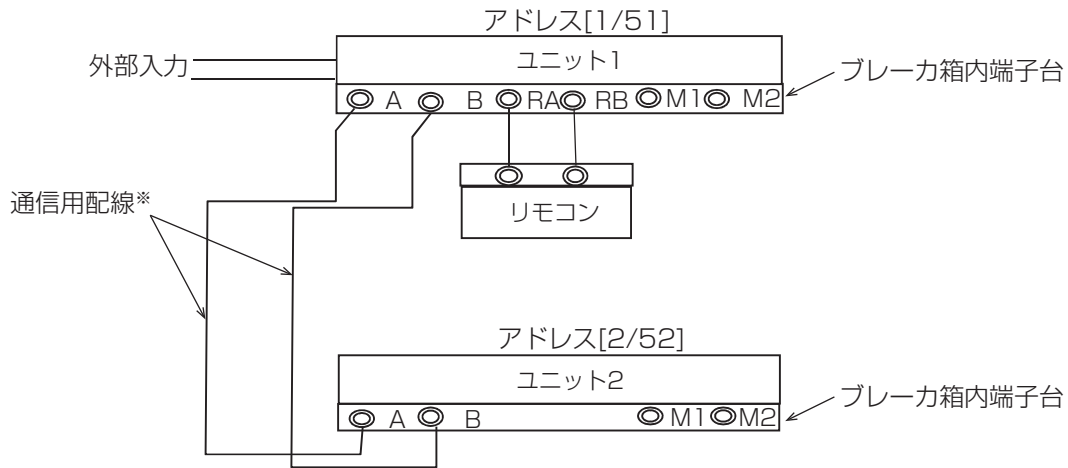 アドレス[1/51]
ユニット1
外部入力
ブレーカ箱内端子台
A B RA RB M1 M2
通信用配線※
リモコン
アドレス[2/52]
ユニット2
ブレーカ箱内端子台
A B M1 M2